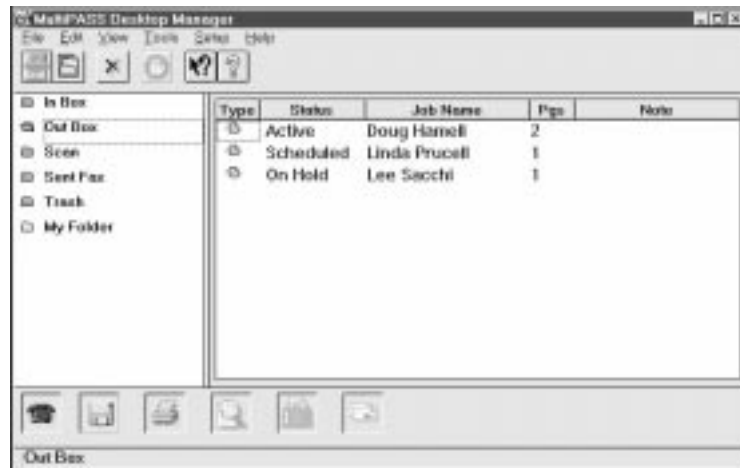 MultiPASS Desktop Manager
File Edit View Tools Setup Help
In Box
Out Box
Scan
Sent Fax
Trash
My Folder
Type Status Job Name Pgs Note
Active Doug Hamell 2
Scheduled Linda Prucell 1
On Hold Lee Sacchi 1
Out Box